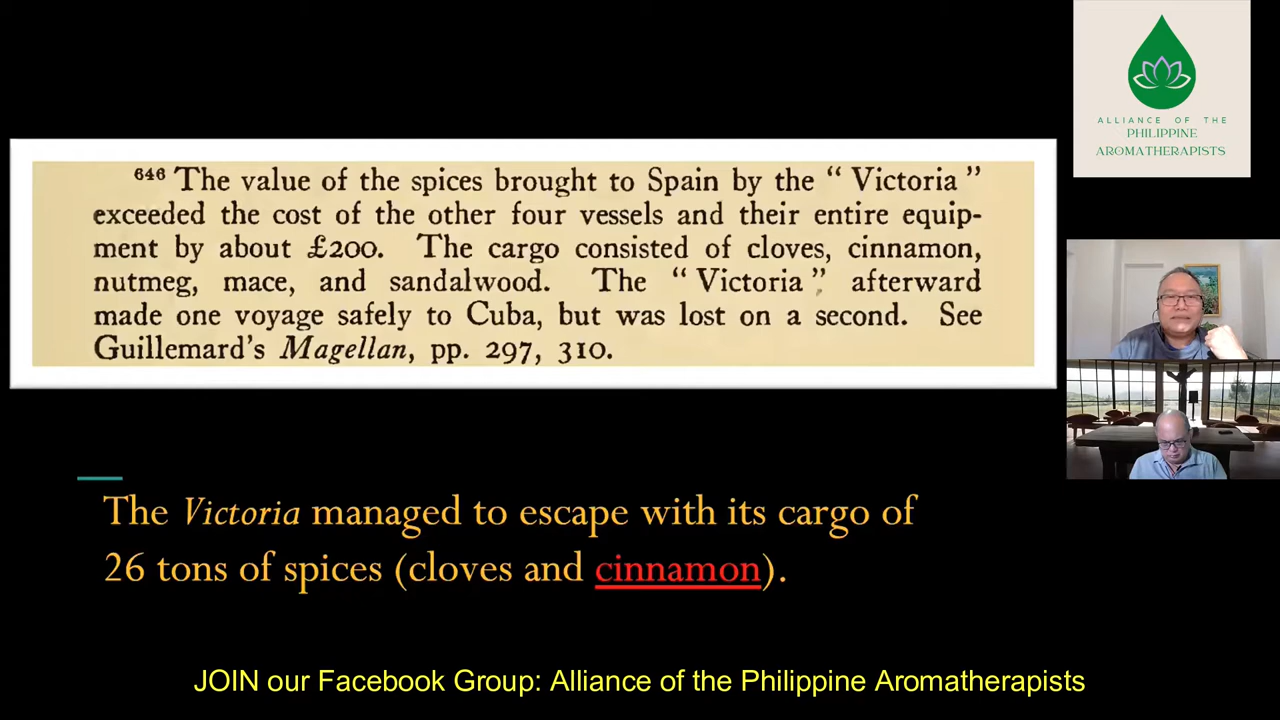 ⁶⁴⁶ The value of the spices brought to Spain by the “ Victoria ”
exceeded the cost of the other four vessels and their entire equip-
ment by about £200. The cargo consisted of cloves, cinnamon,
nutmeg, mace, and sandalwood. The “ Victoria ” afterward
made one voyage safely to Cuba, but was lost on a second. See
Guillemard’s Magellan, pp. 297, 310.
The Victoria managed to escape with its cargo of
26 tons of spices (cloves and cinnamon).
ALLIANCE OF THE
PHILIPPINE
AROMATHERAPISTS
JOIN our Facebook Group: Alliance of the Philippine Aromatherapists